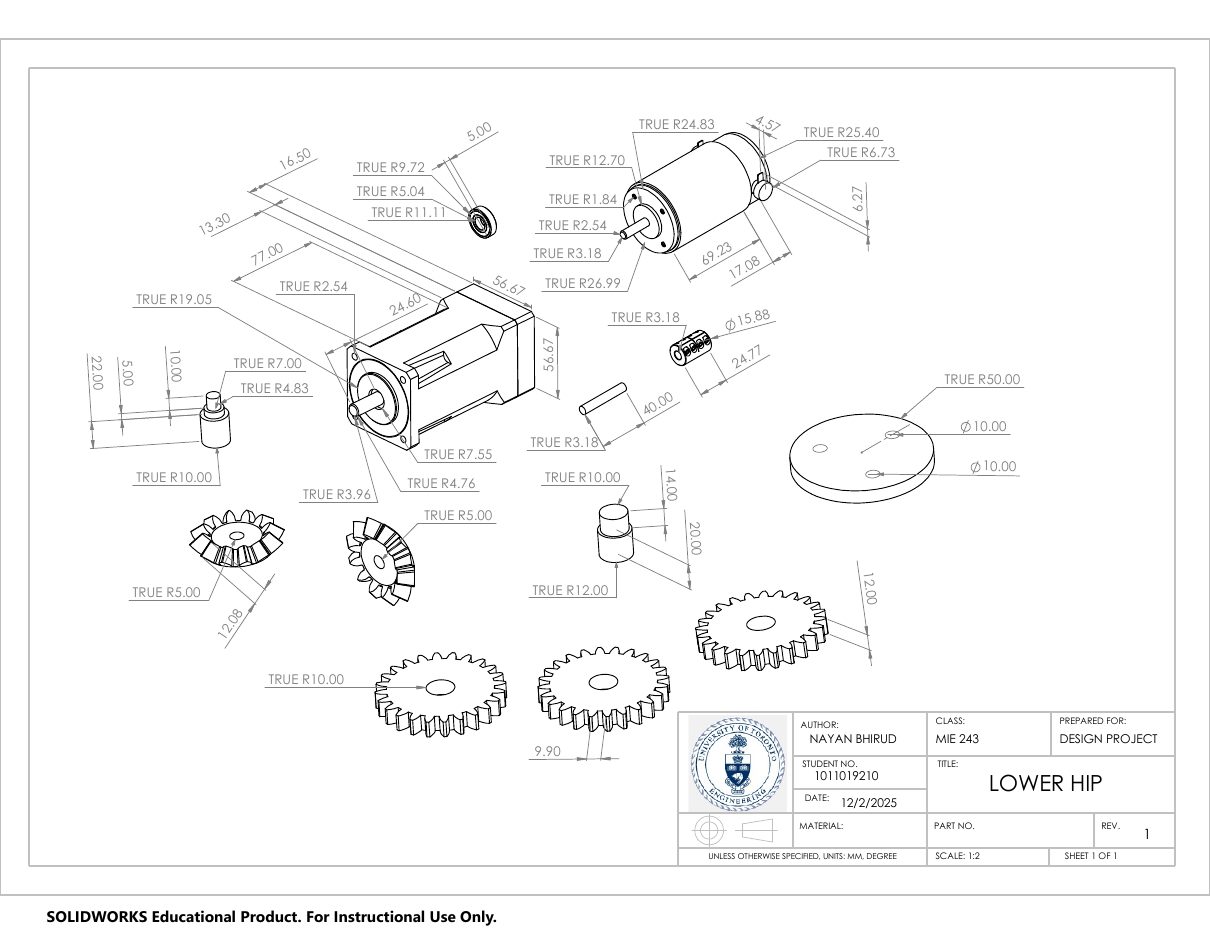 TRUE R24.83
4.57
TRUE R25.40
TRUE R6.73
5.00
16.50
TRUE R9.72
TRUE R5.04
TRUE R11.11
TRUE R12.70
TRUE R1.84
TRUE R2.54
TRUE R3.18
TRUE R26.99
6.27
69.23
17.08
13.30
77.00
TRUE R2.54
24.60
56.67
56.67
TRUE R19.05
TRUE R3.18
Ø15.88
24.77
22.00
5.00
10.00
TRUE R7.00
TRUE R4.83
TRUE R10.00
40.00
TRUE R3.18
TRUE R50.00
Ø10.00
Ø10.00
TRUE R7.55
TRUE R4.76
TRUE R3.96
TRUE R10.00
14.00
20.00
TRUE R12.00
TRUE R5.00
TRUE R5.00
12.08
12.00
TRUE R10.00
9.90
UNIVERSITY OF TORONTO
ENGINEERING
AUTHOR:
NAYAN BHIRUD
CLASS:
MIE 243
PREPARED FOR:
DESIGN PROJECT
STUDENT NO.
1011019210
TITLE:
LOWER HIP
DATE: 12/2/2025
MATERIAL:
PART NO.
REV.
1
UNLESS OTHERWISE SPECIFIED, UNITS: MM, DEGREE
SCALE: 1:2
SHEET 1 OF 1
SOLIDWORKS Educational Product. For Instructional Use Only.